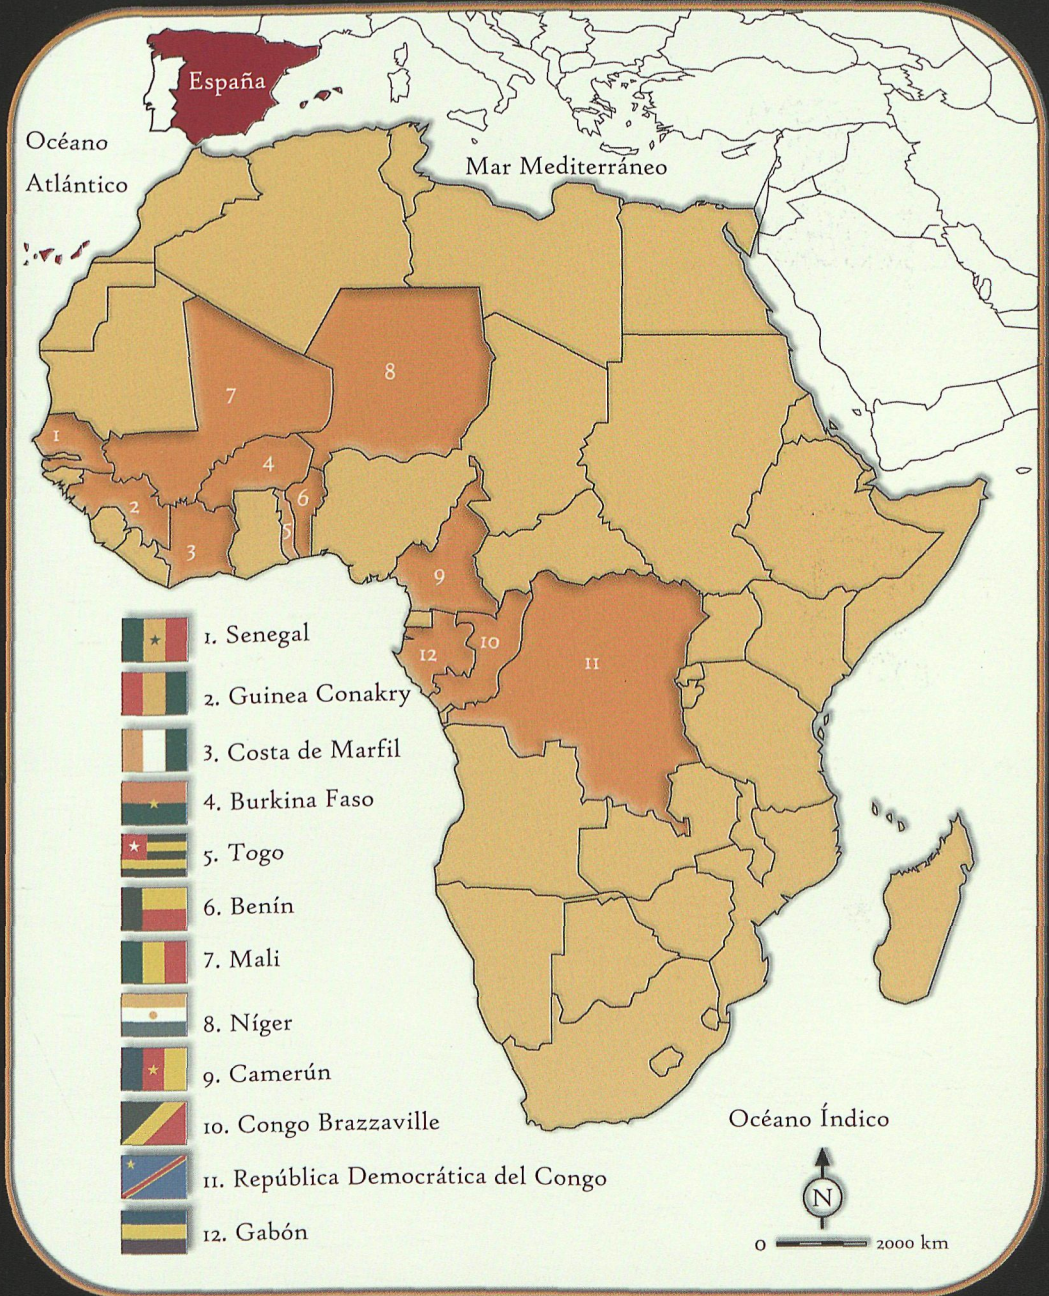 España
Océano
Atlántico
Mar Mediterráneo
1
2
3
4
5
6
7
8
9
10
11
12
1. Senegal
2. Guinea Conakry
3. Costa de Marfil
4. Burkina Faso
5. Togo
6. Benín
7. Mali
8. Níger
9. Camerún
10. Congo Brazzaville
11. República Democrática del Congo
12. Gabón
Océano Índico
N
0 2000 km